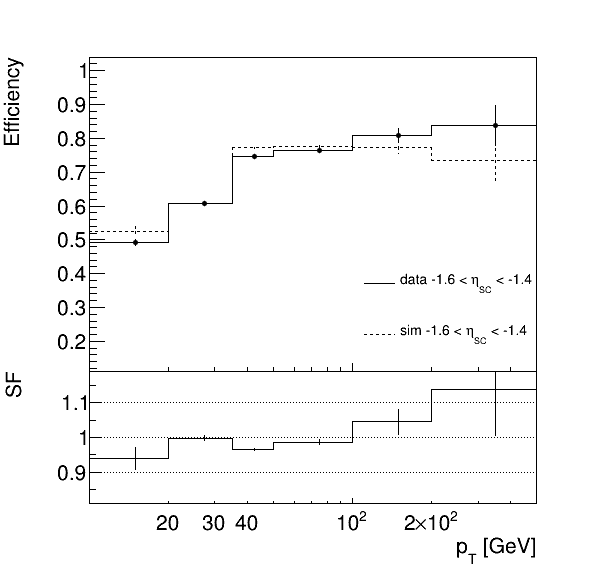 Efficiency
1
0.9
0.8
0.7
0.6
0.5
0.4
0.3
0.2
data -1.6 < η_SC < -1.4
sim -1.6 < η_SC < -1.4
SF
1.1
1
0.9
20 30 40 10² 2×10²
p_T [GeV]